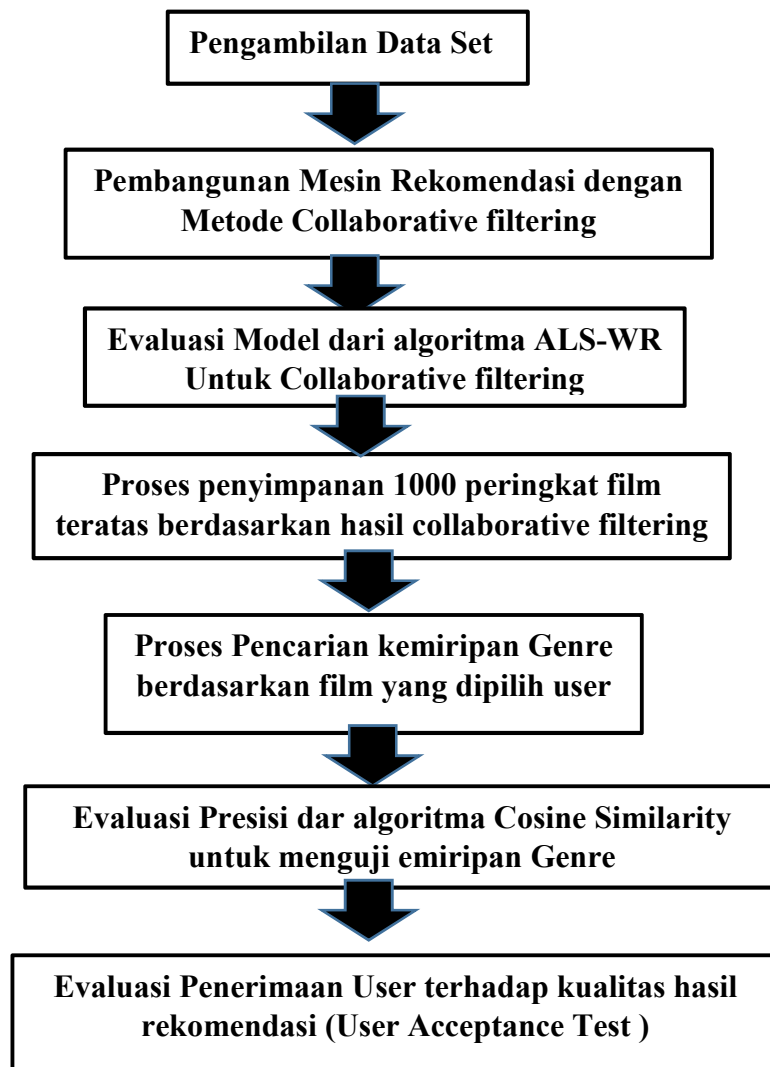 Pengambilan Data Set
Pembangunan Mesin Rekomendasi dengan
Metode Collaborative filtering
Evaluasi Model dari algoritma ALS-WR
Untuk Collaborative filtering
Proses penyimpanan 1000 peringkat film
teratas berdasarkan hasil collaborative filtering
Proses Pencarian kemiripan Genre
berdasarkan film yang dipilih user
Evaluasi Presisi dar algoritma Cosine Similarity
untuk menguji emiripan Genre
Evaluasi Penerimaan User terhadap kualitas hasil
rekomendasi (User Acceptance Test )